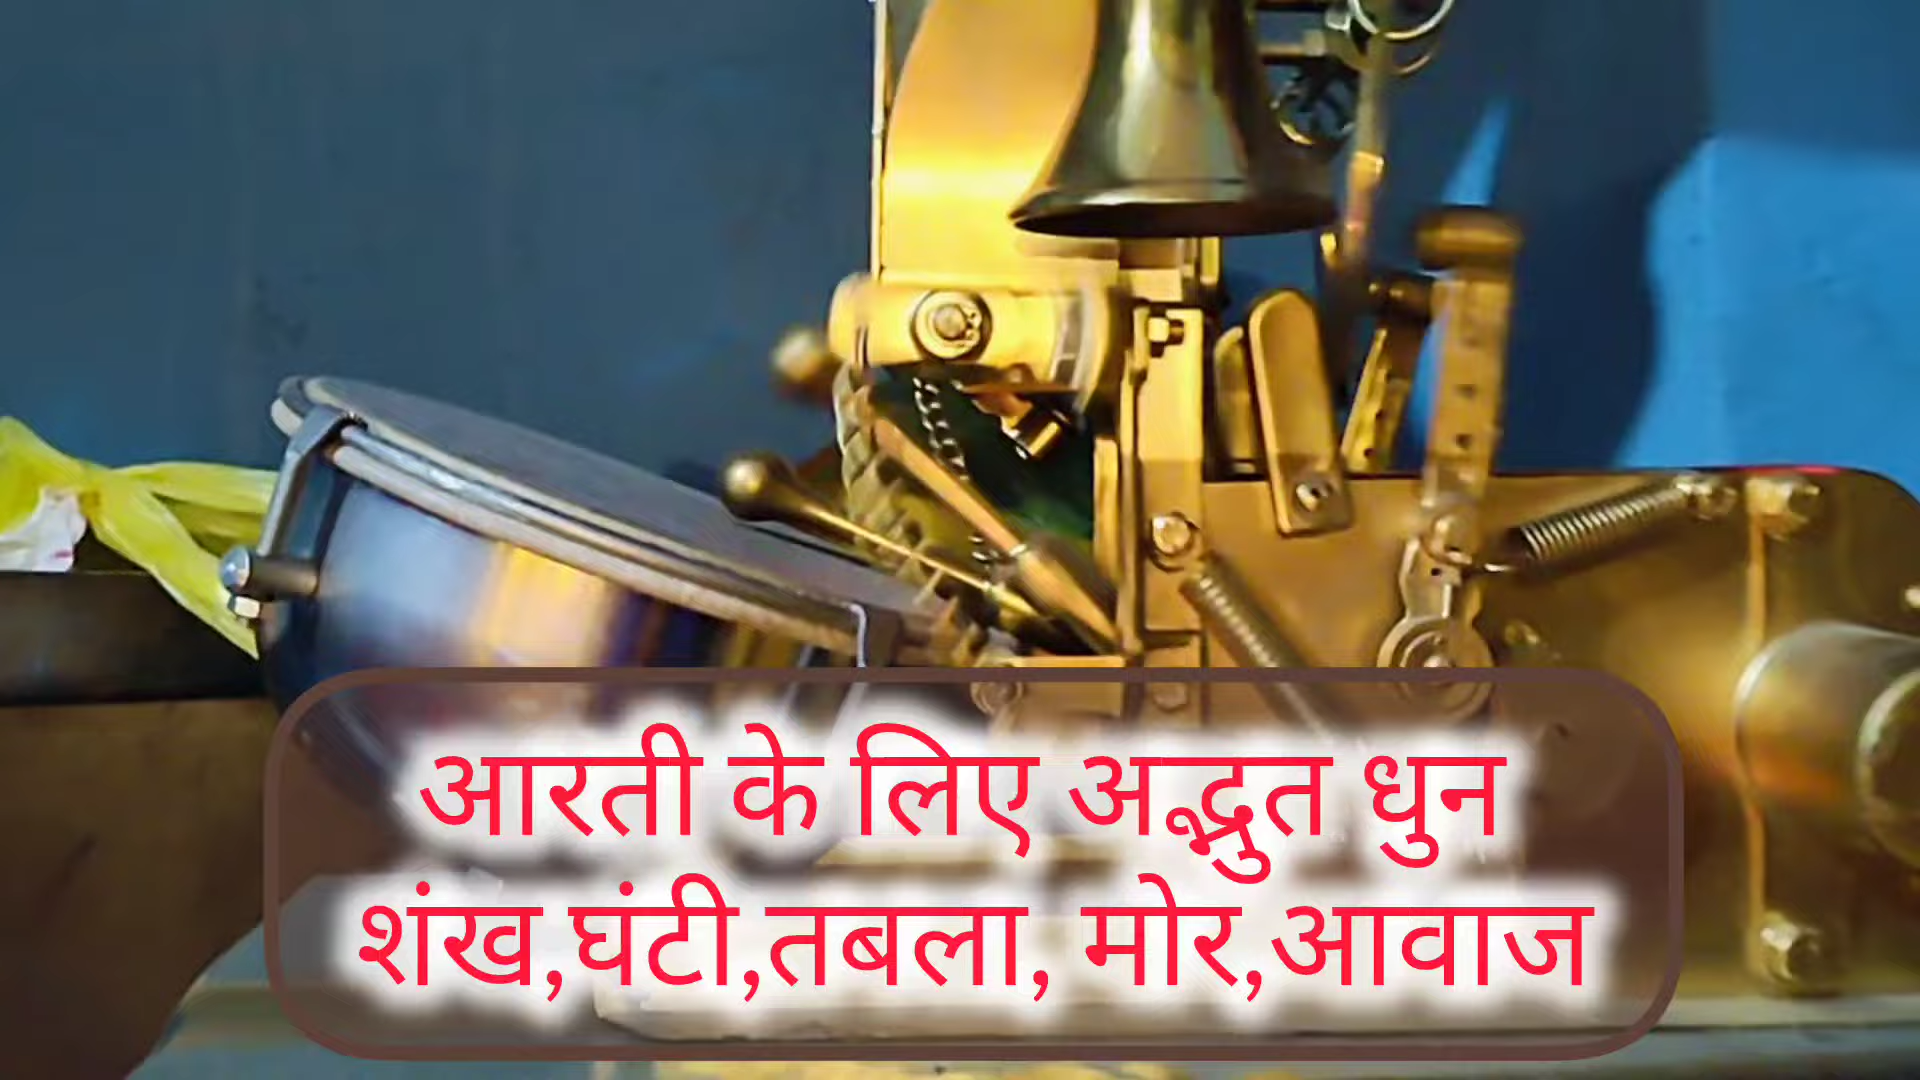 आरती के लिए अद्भुत धुन
शंख,घंटी,तबला, मोर,आवाज